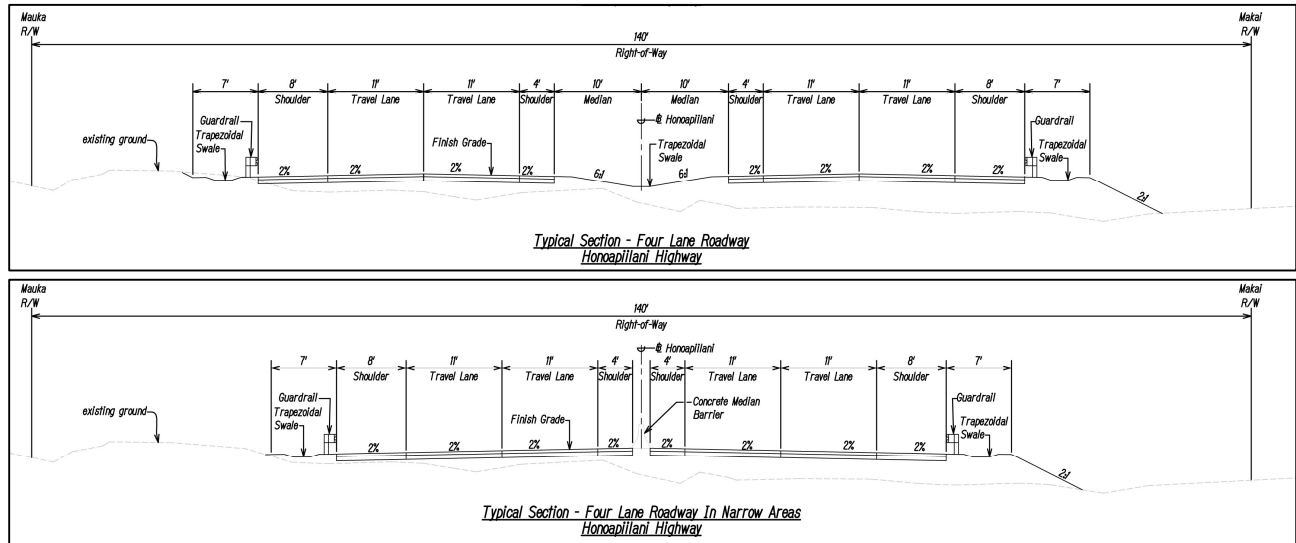 Mauka
R/W
Makai
R/W
140'
Right-of-Way
7' 8' 11' 11' 4' 10' 10' 4' 11' 11' 8' 7'
Shoulder Travel Lane Travel Lane Shoulder Median Median Shoulder Travel Lane Travel Lane Shoulder
℄ Honoapiilani
Guardrail
Trapezoidal
Swale
existing ground
Finish Grade
Trapezoidal
Swale
Guardrail
Trapezoidal
Swale
2% 2% 2% 2% 6:1 6:1 2% 2% 2% 2%
2:1
Typical Section - Four Lane Roadway
Honoapiilani Highway
Mauka
R/W
Makai
R/W
140'
Right-of-Way
℄ Honoapiilani
7' 8' 11' 11' 4' 4' 11' 11' 8' 7'
Shoulder Travel Lane Travel Lane Shoulder Shoulder Travel Lane Travel Lane Shoulder
Guardrail
Trapezoidal
Swale
existing ground
Finish Grade
Concrete Median
Barrier
Guardrail
Trapezoidal
Swale
2% 2% 2% 2% 2% 2% 2% 2%
2:1
Typical Section - Four Lane Roadway In Narrow Areas
Honoapiilani Highway